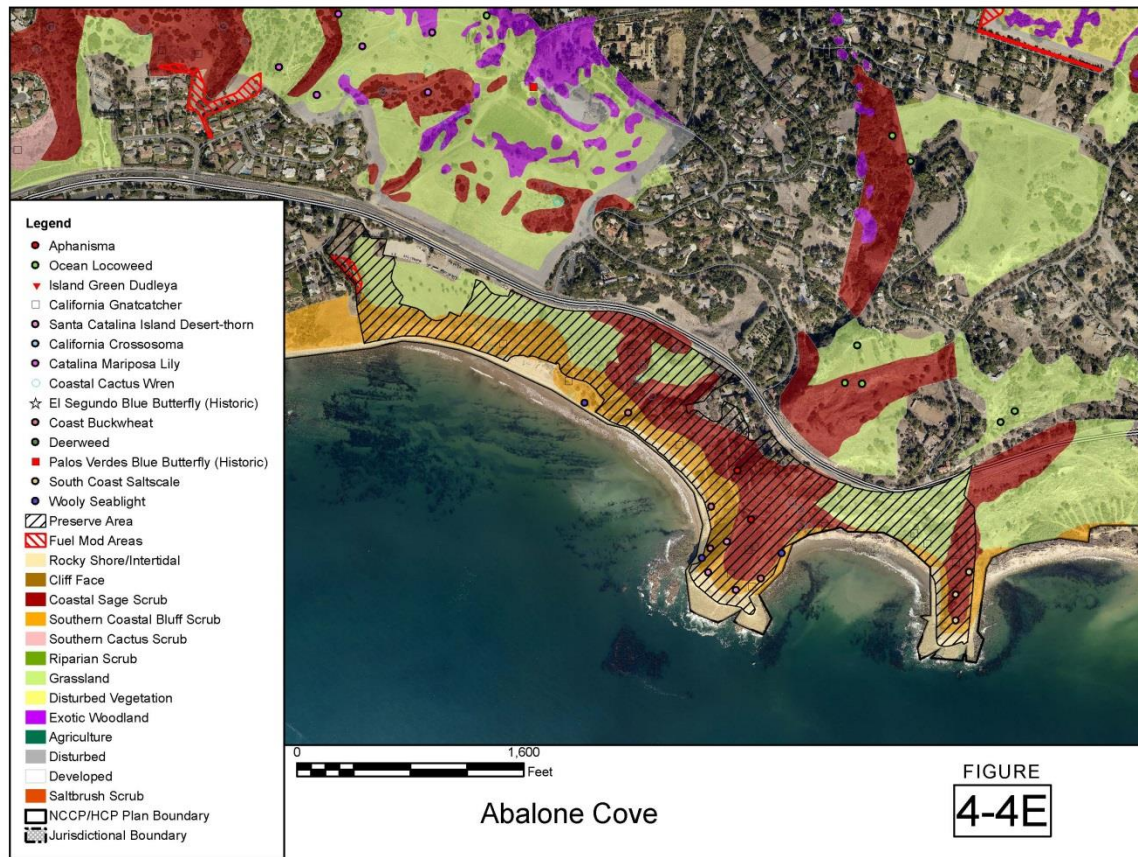 Legend
Aphanisma
Ocean Locoweed
Island Green Dudleya
California Gnatcatcher
Santa Catalina Island Desert-thorn
California Crossosoma
Catalina Mariposa Lily
Coastal Cactus Wren
El Segundo Blue Butterfly (Historic)
Coast Buckwheat
Deerweed
Palos Verdes Blue Butterfly (Historic)
South Coast Saltscale
Wooly Seablight
Preserve Area
Fuel Mod Areas
Rocky Shore/Intertidal
Cliff Face
Coastal Sage Scrub
Southern Coastal Bluff Scrub
Southern Cactus Scrub
Riparian Scrub
Grassland
Disturbed Vegetation
Exotic Woodland
Agriculture
Disturbed
Developed
Saltbrush Scrub
NCCP/HCP Plan Boundary
Jurisdictional Boundary
0 1,600
Feet
Abalone Cove
FIGURE
4-4E